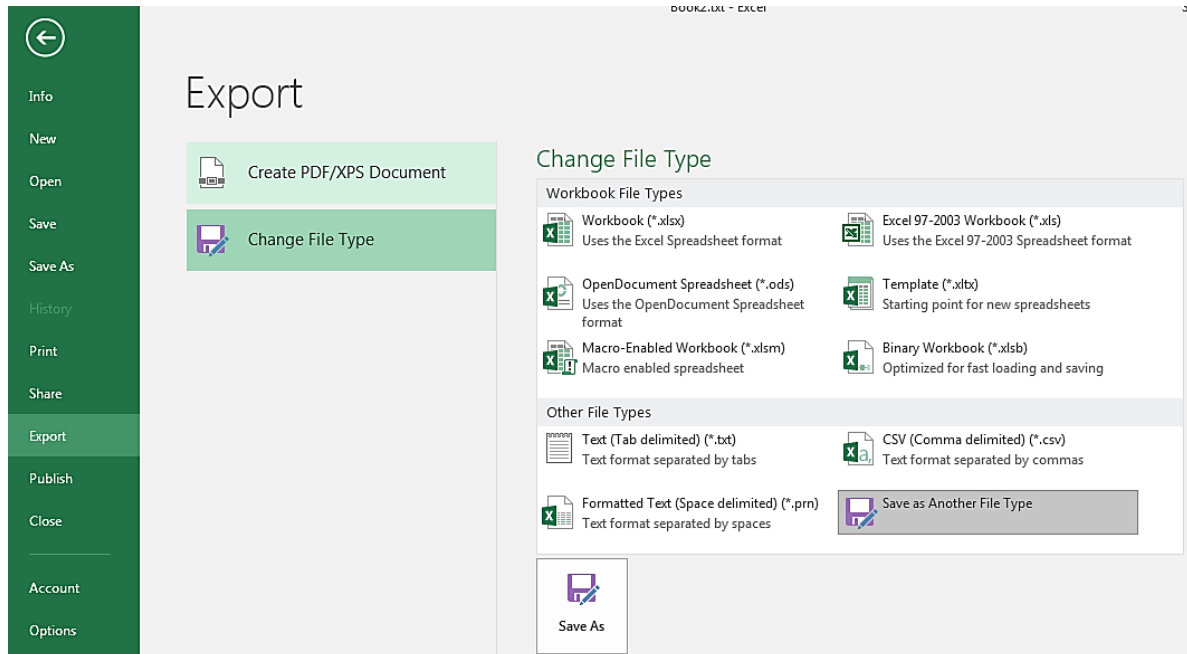 Book2.txt - Excel
Info
New
Open
Save
Save As
History
Print
Share
Export
Publish
Close
Account
Options
Export
Create PDF/XPS Document
Change File Type
Change File Type
Workbook File Types
Workbook (*.xlsx)
Uses the Excel Spreadsheet format
Excel 97-2003 Workbook (*.xls)
Uses the Excel 97-2003 Spreadsheet format
OpenDocument Spreadsheet (*.ods)
Uses the OpenDocument Spreadsheet
format
Template (*.xltx)
Starting point for new spreadsheets
Macro-Enabled Workbook (*.xlsm)
Macro enabled spreadsheet
Binary Workbook (*.xlsb)
Optimized for fast loading and saving
Other File Types
Text (Tab delimited) (*.txt)
Text format separated by tabs
CSV (Comma delimited) (*.csv)
Text format separated by commas
Formatted Text (Space delimited) (*.prn)
Text format separated by spaces
Save as Another File Type
Save As